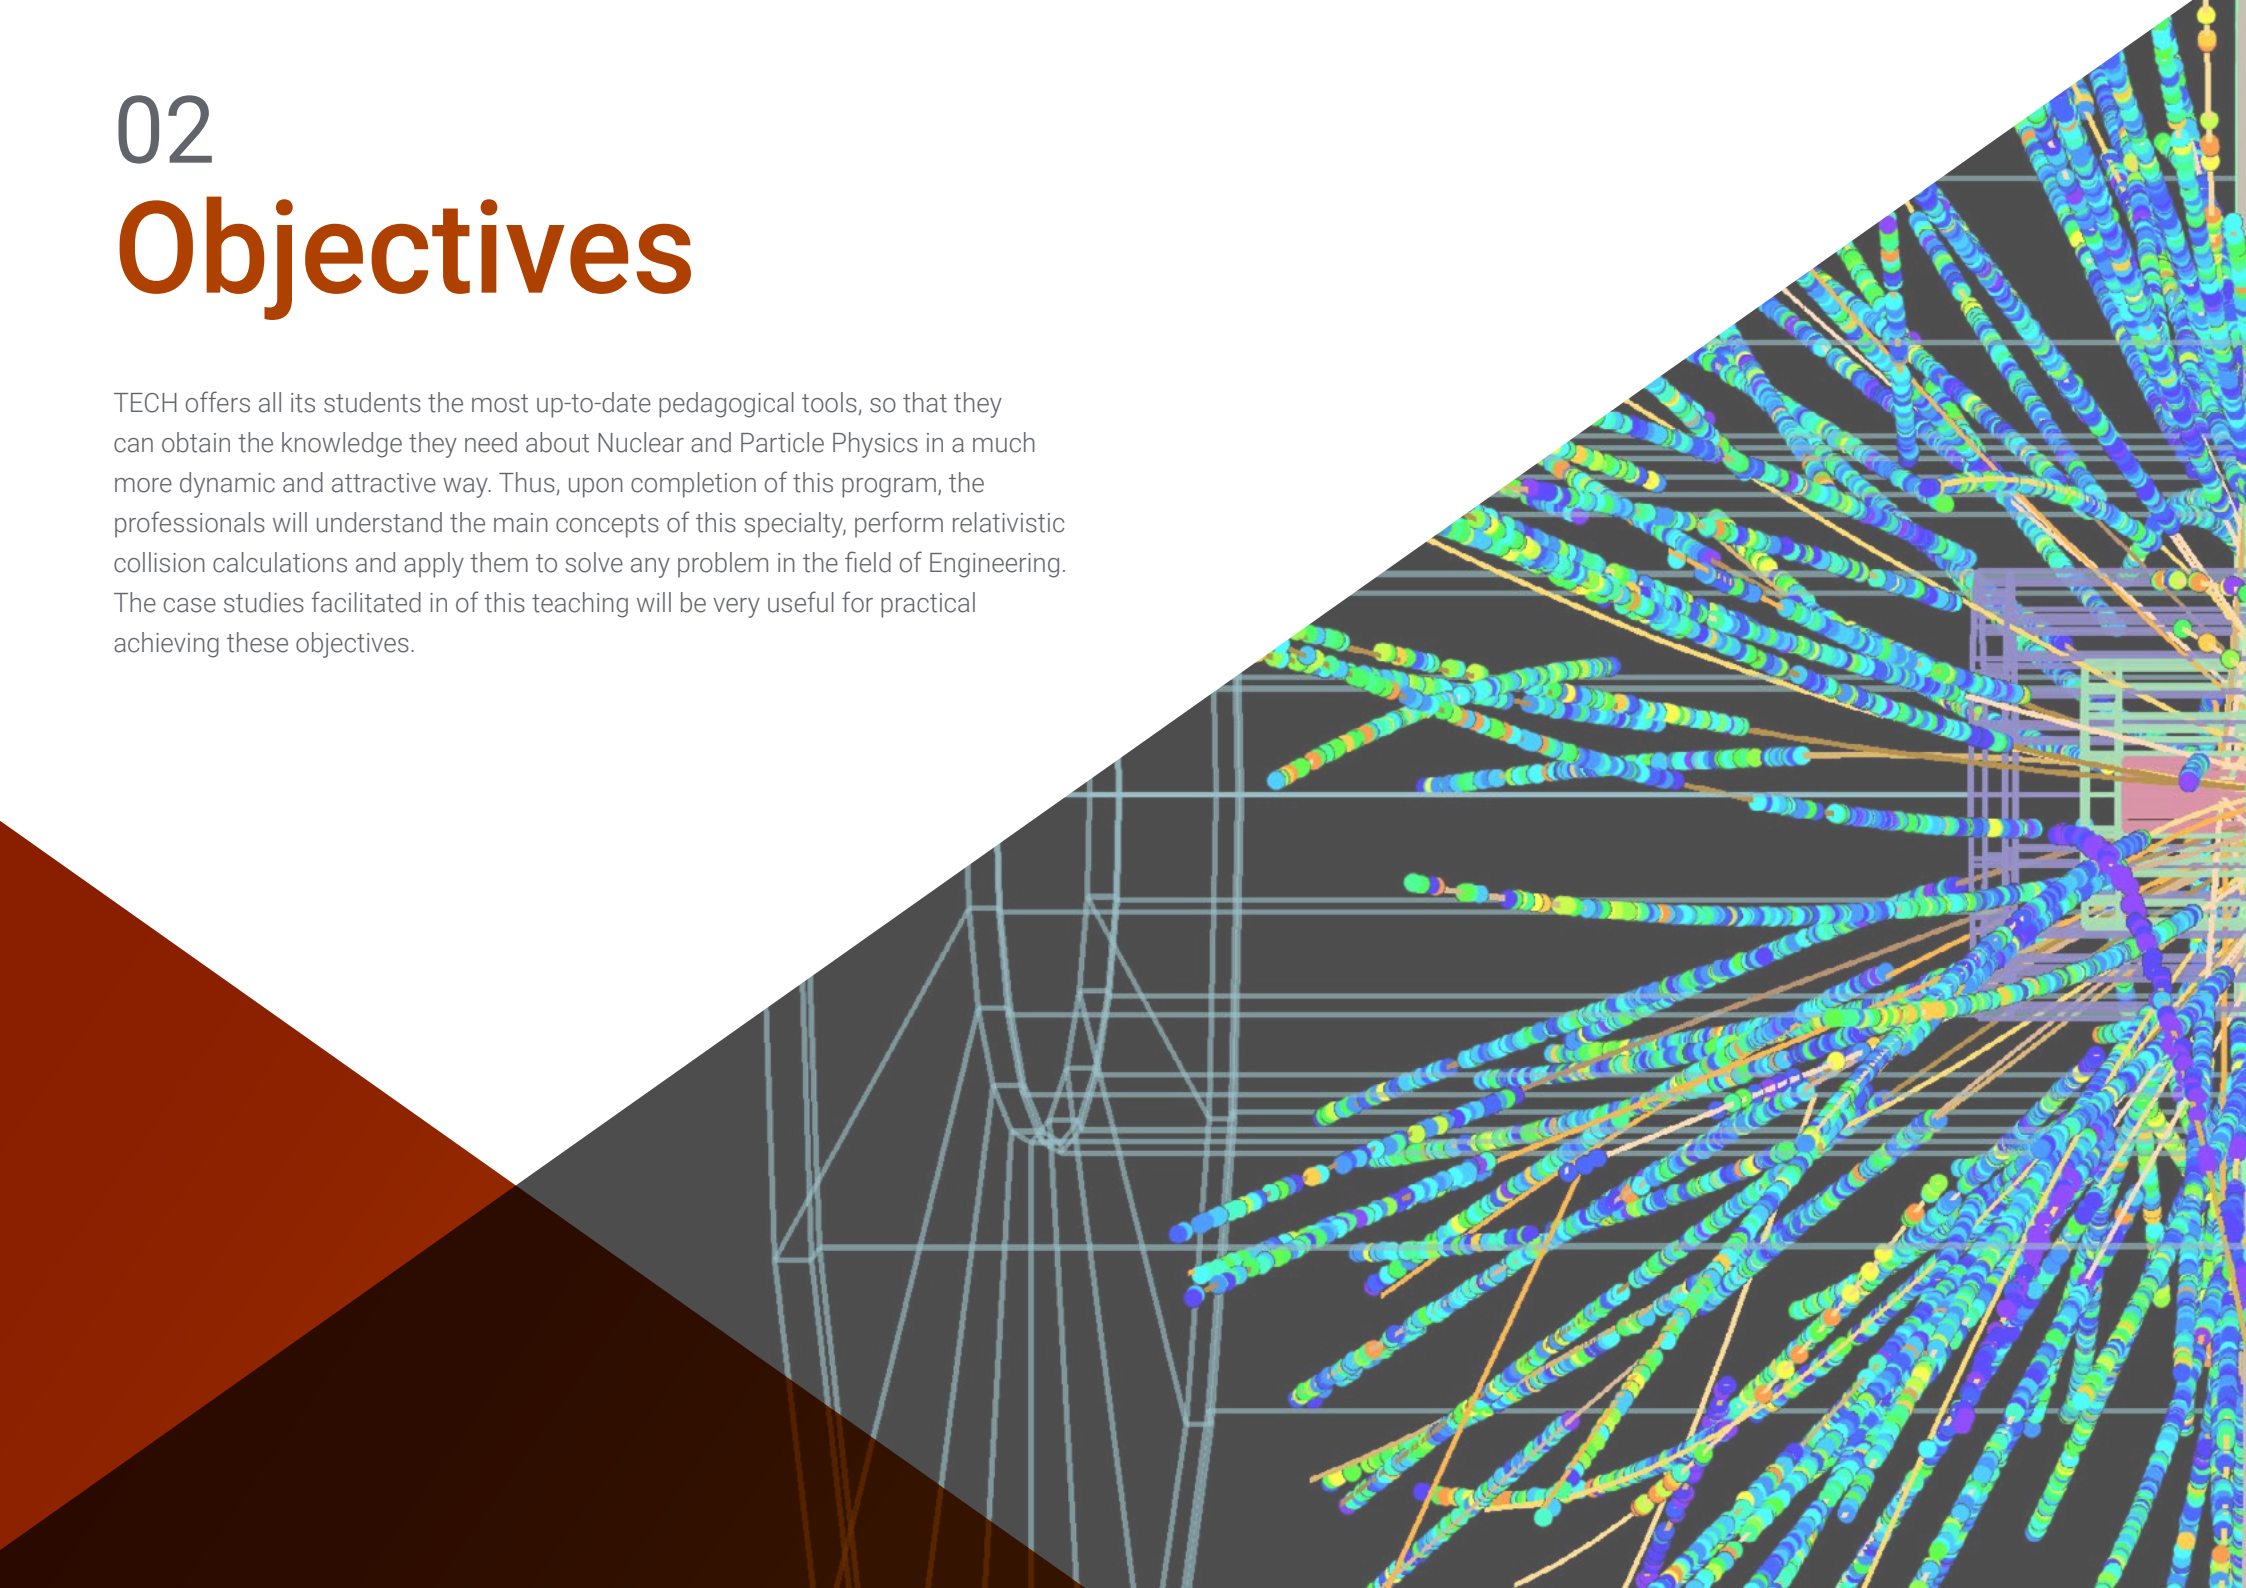 02
Objectives
TECH offers all its students the most up-to-date pedagogical tools, so that they
can obtain the knowledge they need about Nuclear and Particle Physics in a much
more dynamic and attractive way. Thus, upon completion of this program, the
professionals will understand the main concepts of this specialty, perform relativistic
collision calculations and apply them to solve any problem in the field of Engineering.
The case studies facilitated in of this teaching will be very useful for practical
achieving these objectives.